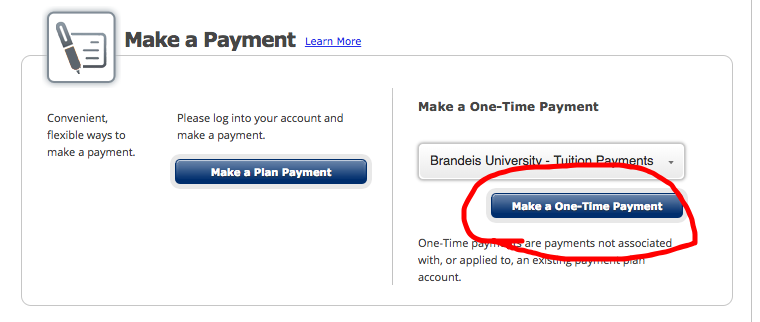 Make a Payment Learn More
Convenient,
flexible ways to
make a payment.
Please log into your account and
make a payment.
Make a Plan Payment
Make a One-Time Payment
Brandeis University - Tuition Payments
Make a One-Time Payment
One-Time payments are payments not associated
with, or applied to, an existing payment plan
account.